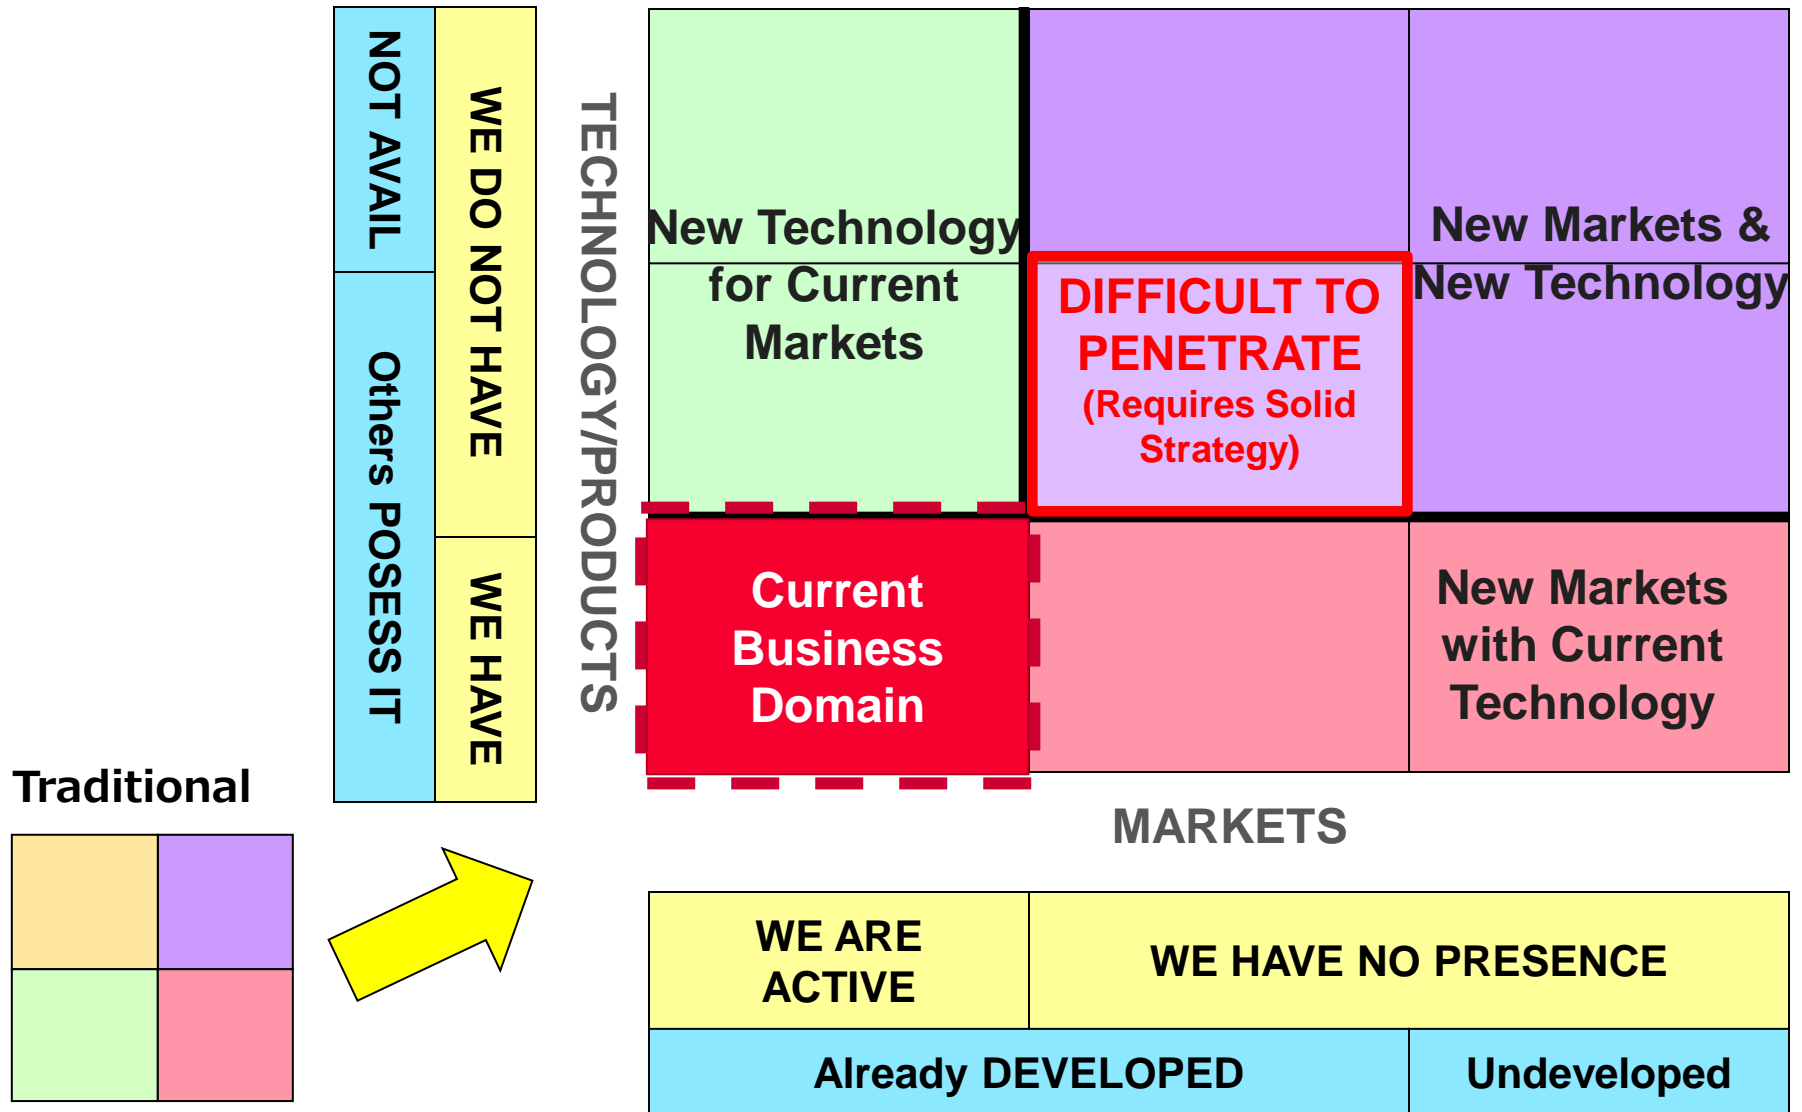 NOT AVAIL
Others POSESS IT
WE DO NOT HAVE
WE HAVE
TECHNOLOGY/PRODUCTS
New Technology
for Current
Markets
DIFFICULT TO
PENETRATE
(Requires Solid
Strategy)
New Markets &
New Technology
Current
Business
Domain
New Markets
with Current
Technology
Traditional
MARKETS
WE ARE
ACTIVE
WE HAVE NO PRESENCE
Already DEVELOPED
Undeveloped